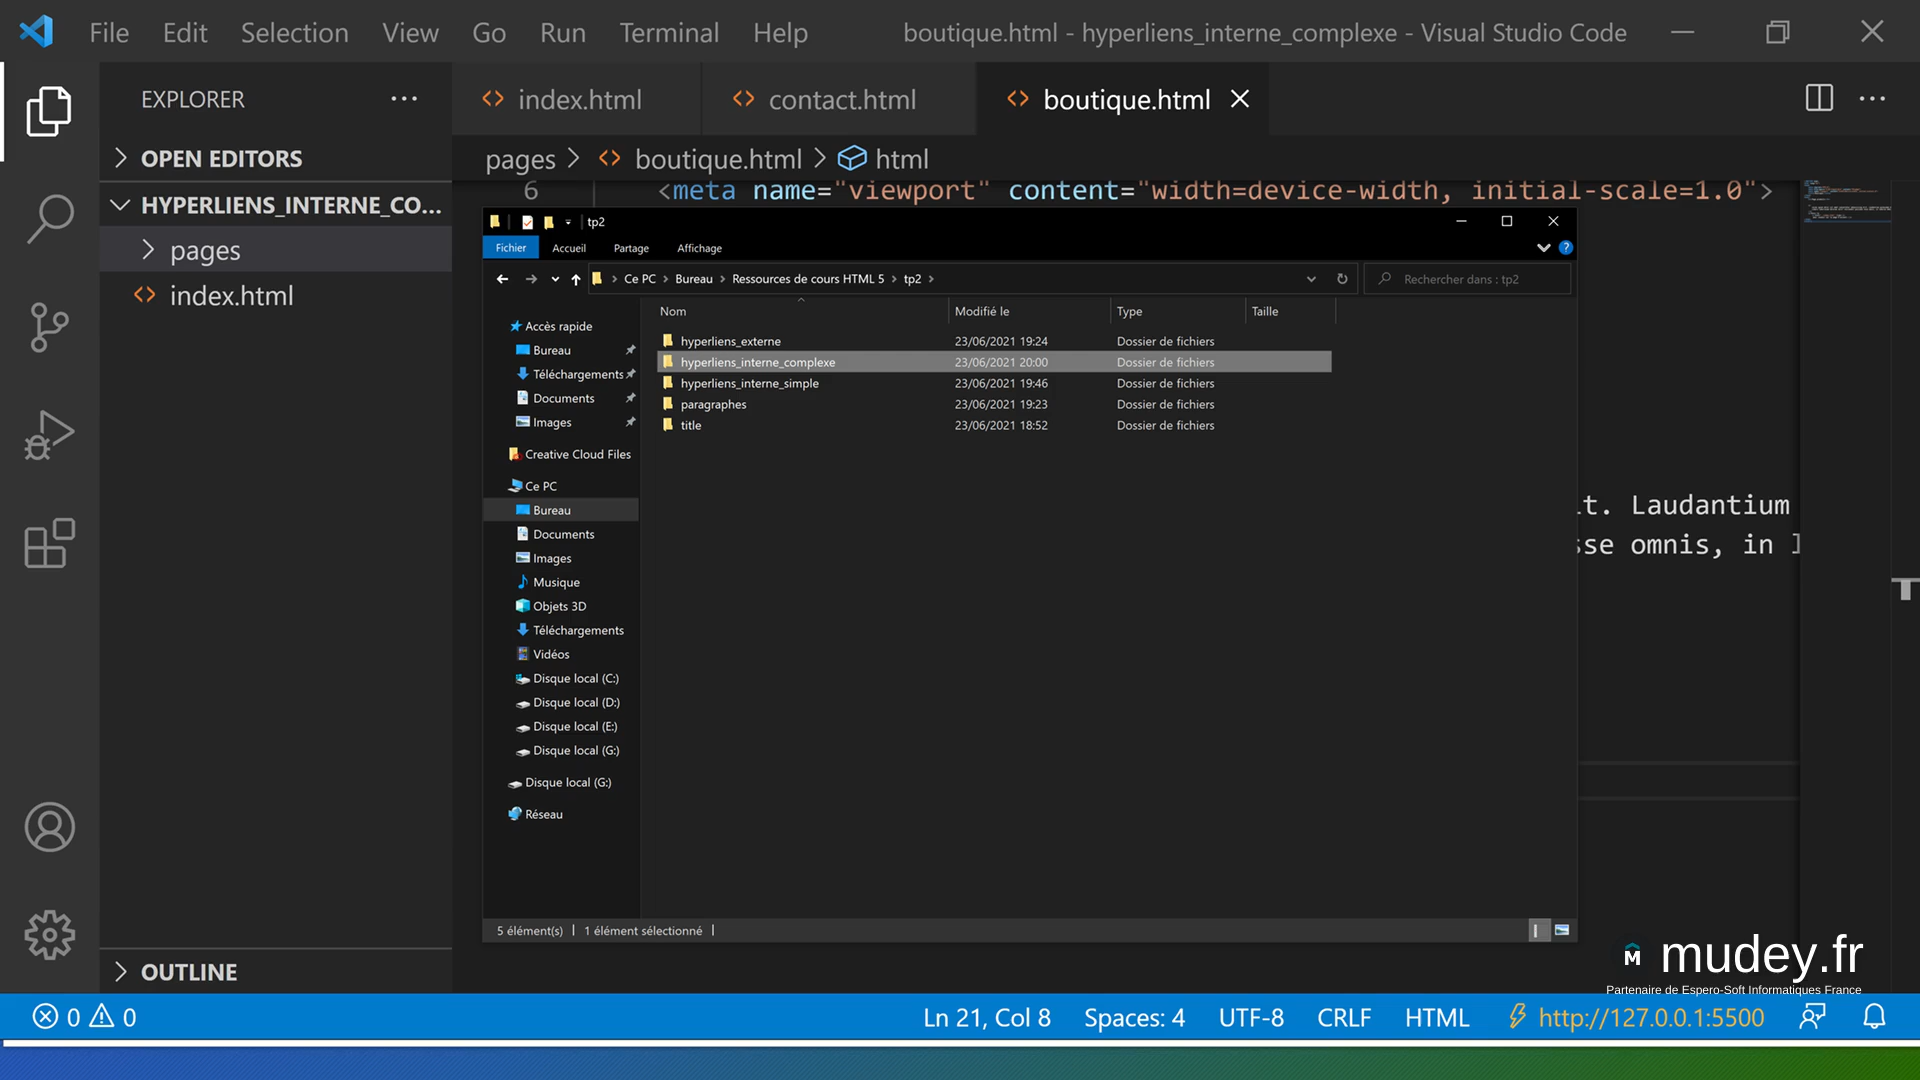 File Edit Selection View Go Run Terminal Help boutique.html - hyperliens_interne_complexe - Visual Studio Code
EXPLORER
index.html contact.html boutique.html
OPEN EDITORS
pages > boutique.html > html
HYPERLIENS_INTERNE_CO...
pages
index.html
6 <meta name="viewport" content="width=device-width, initial-scale=1.0">
tp2
Fichier Accueil Partage Affichage
Ce PC > Bureau > Ressources de cours HTML 5 > tp2 >
Rechercher dans : tp2
Nom Modifié le Type Taille
hyperliens_externe 23/06/2021 19:24 Dossier de fichiers
hyperliens_interne_complexe 23/06/2021 20:00 Dossier de fichiers
hyperliens_interne_simple 23/06/2021 19:46 Dossier de fichiers
paragraphes 23/06/2021 19:23 Dossier de fichiers
title 23/06/2021 18:52 Dossier de fichiers
Accès rapide
Bureau
Téléchargements
Documents
Images
Creative Cloud Files
Ce PC
Bureau
Documents
Images
Musique
Objets 3D
Téléchargements
Vidéos
Disque local (C:)
Disque local (D:)
Disque local (E:)
Disque local (G:)
Disque local (G:)
Réseau
5 élément(s) 1 élément sélectionné
t. Laudantium
sse omnis, in
OUTLINE
mudey.fr
Partenaire de Espero-Soft Informatiques France
0 0 Ln 21, Col 8 Spaces: 4 UTF-8 CRLF HTML http://127.0.0.1:5500